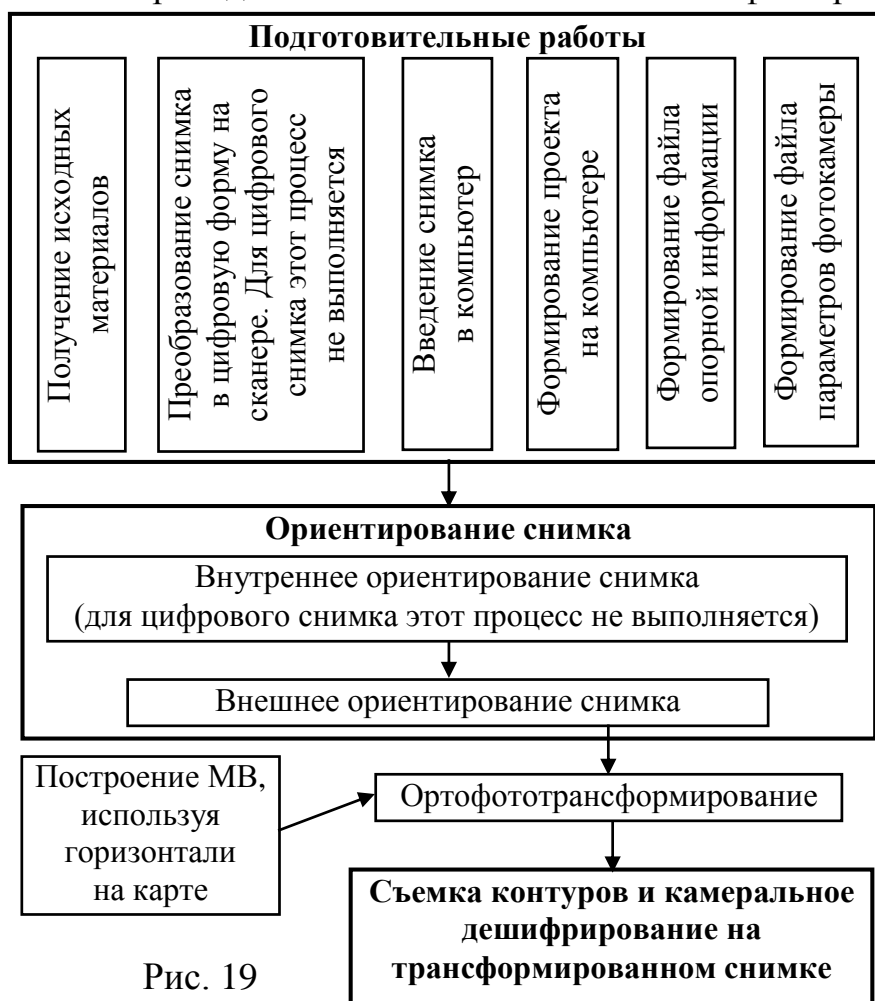 Подготовительные работы
Получение исходных
материалов
Преобразование снимка
в цифровую форму на
сканере. Для цифрового
снимка этот процесс
не выполняется
Введение снимка
в компьютер
Формирование проекта
на компьютере
Формирование файла
опорной информации
Формирование файла
параметров фотокамеры
Ориентирование снимка
Внутреннее ориентирование снимка
(для цифрового снимка этот процесс не выполняется)
Внешнее ориентирование снимка
Построение МВ,
используя
горизонтали
на карте
Ортофототрансформирование
Съемка контуров и камеральное
дешифрирование на
трансформированном снимке
Рис. 19